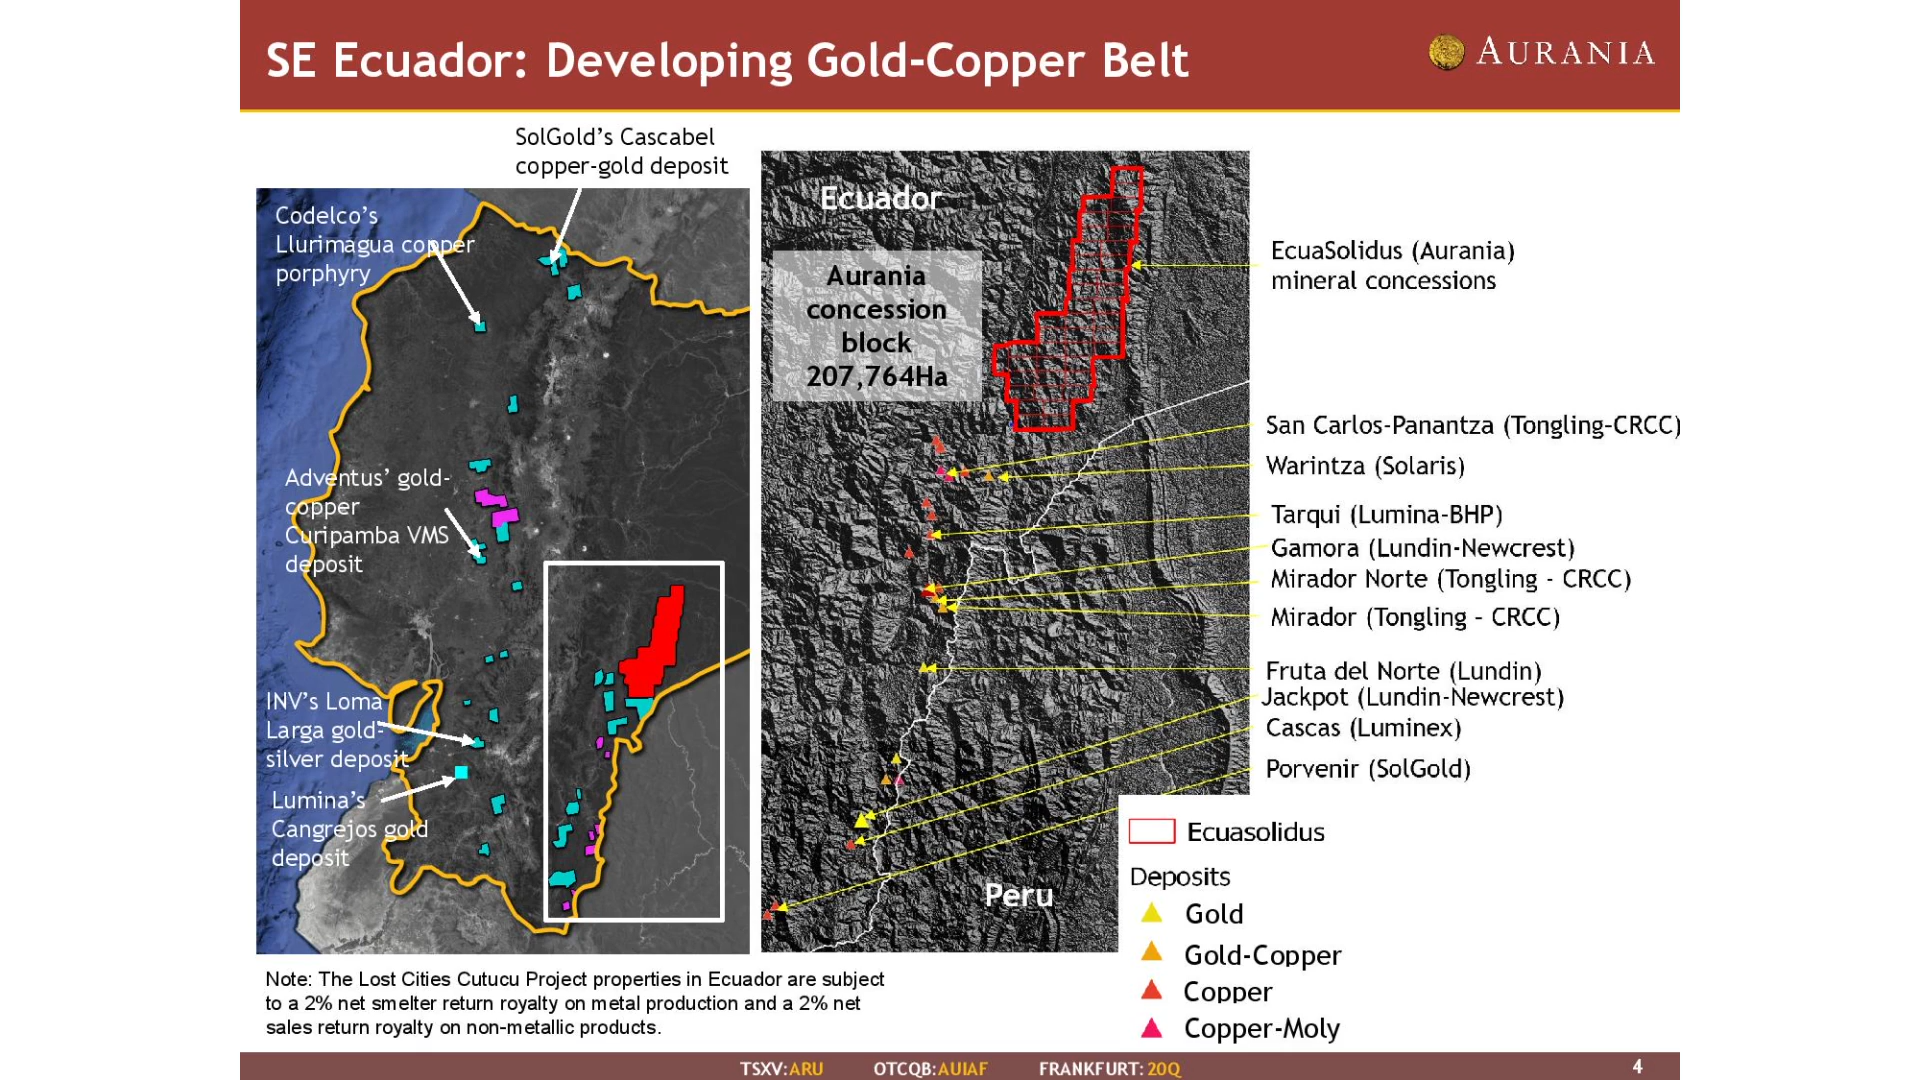 SE Ecuador: Developing Gold-Copper Belt
AURANIA
SolGold's Cascabel
copper-gold deposit
Codelco's
Llurimagua copper
porphyry
Adventus' gold-
copper
Curipamba VMS
deposit
INV's Loma
Larga gold-
silver deposit
Lumina's
Cangrejos gold
deposit
Ecuador
Aurania
concession
block
207,764Ha
Peru
EcuaSolidus (Aurania)
mineral concessions
San Carlos-Panantza (Tongling-CRCC)
Warintza (Solaris)
Tarqui (Lumina-BHP)
Gamora (Lundin-Newcrest)
Mirador Norte (Tongling - CRCC)
Mirador (Tongling - CRCC)
Fruta del Norte (Lundin)
Jackpot (Lundin-Newcrest)
Cascas (Luminex)
Porvenir (SolGold)
Ecuasolidus
Deposits
Gold
Gold-Copper
Copper
Copper-Moly
Note: The Lost Cities Cutucu Project properties in Ecuador are subject
to a 2% net smelter return royalty on metal production and a 2% net
sales return royalty on non-metallic products.
TSXV:ARU OTCQB:AUIAF FRANKFURT:20Q
4